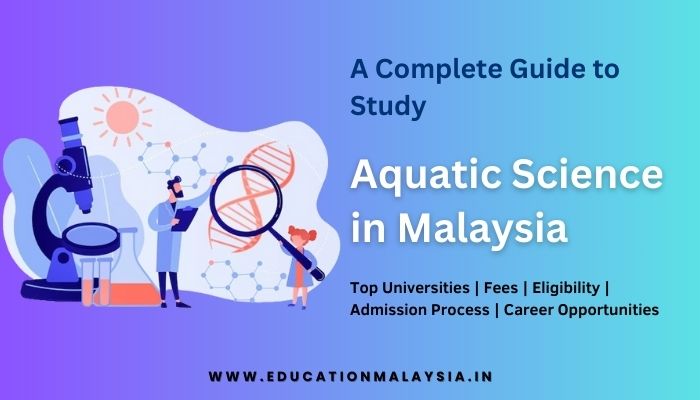 A Complete Guide to
Study
Aquatic Science
in Malaysia
Top Universities | Fees | Eligibility |
Admission Process | Career Opportunities
WWW.EDUCATIONMALAYSIA.IN